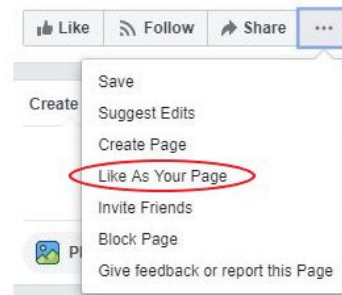 Like Follow Share ...
Save
Create
Suggest Edits
Create Page
Like As Your Page
Invite Friends
Block Page
Give feedback or report this Page